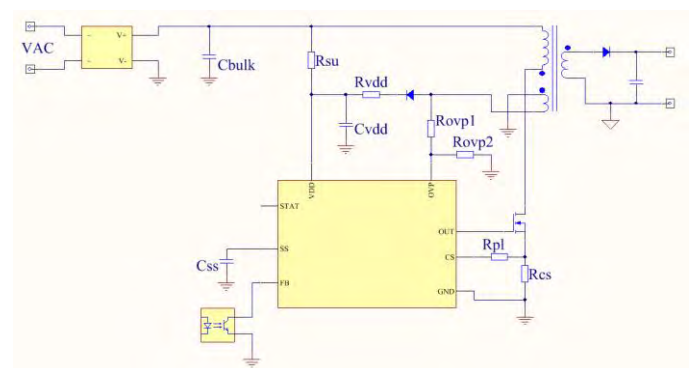 VAC
~ V+
~ V-
Cbulk
Rsu
Rvdd
Cvdd
Rovp1
Rovp2
VDD
OVP
STAT
OUT
SS
Css
CS
Rpl
Rcs
FB
GND